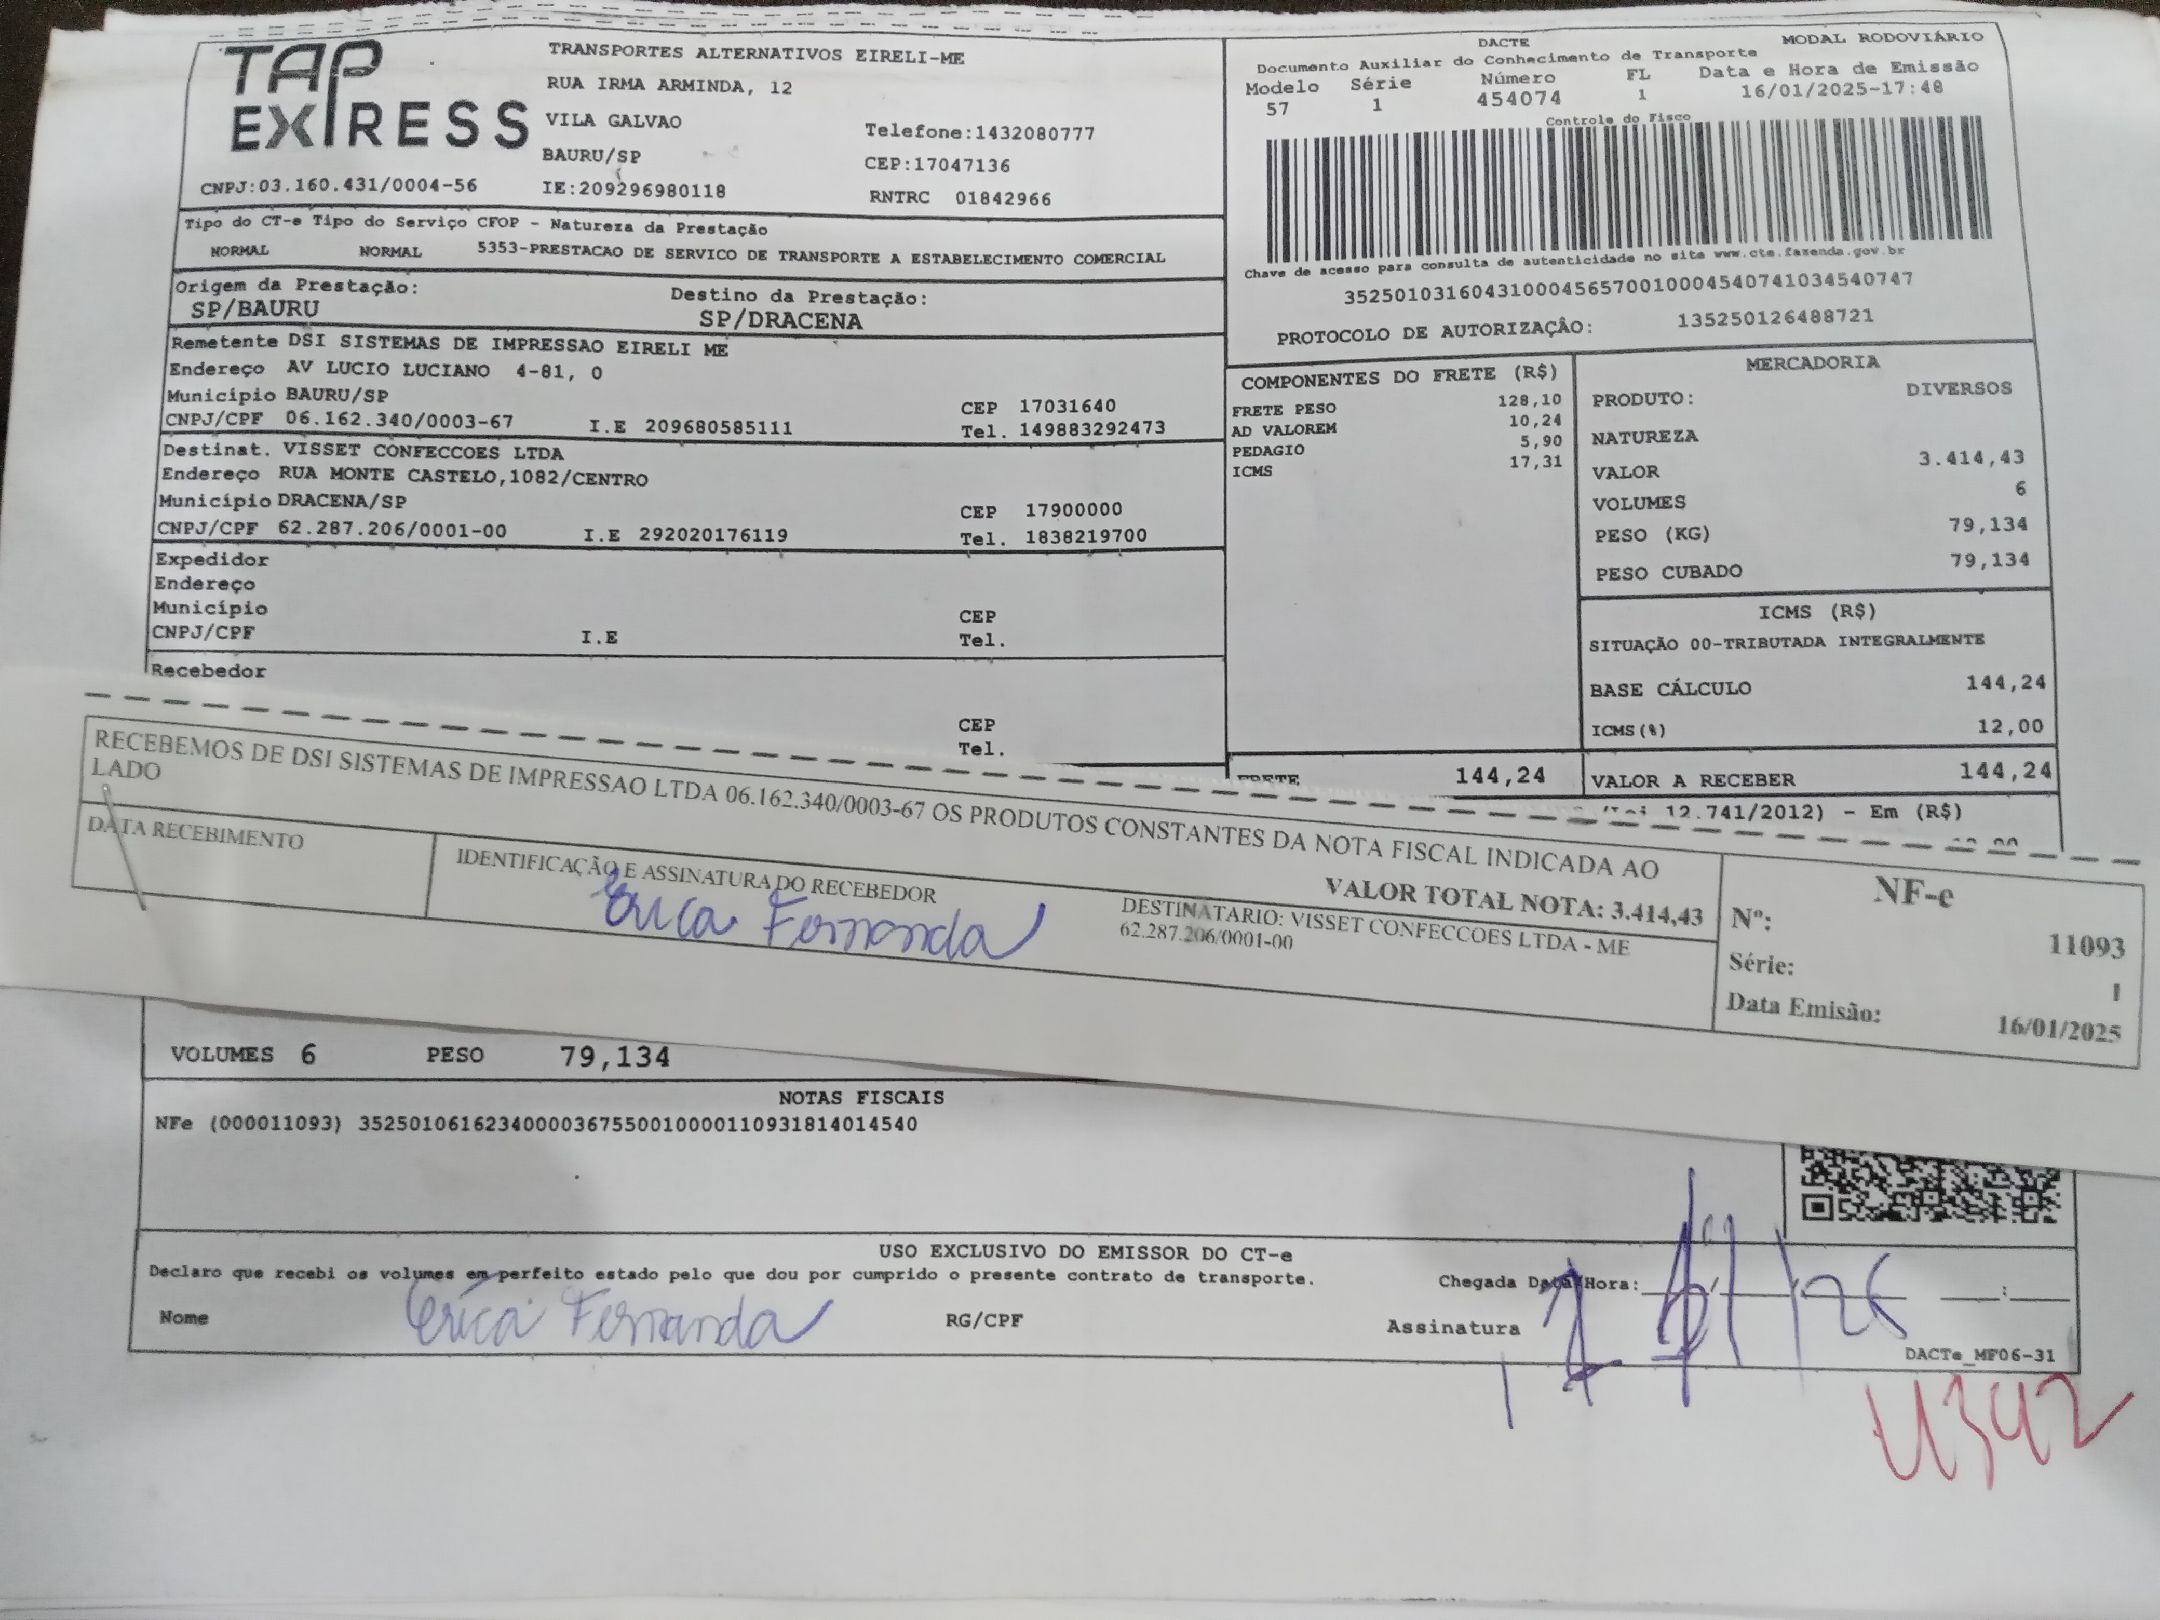 TAP EXPRESS
TRANSPORTES ALTERNATIVOS EIRELI-ME
RUA IRMA ARMINDA, 12
VILA GALVAO
Telefone:1432080777
BAURU/SP
CEP:17047136
CNPJ:03.160.431/0004-56 IE:209296980118
RNTRC 01842966
DACTE MODAL RODOVIÁRIO
Documento Auxiliar do Conhecimento de Transporte
Modelo Série Número FL Data e Hora de Emissão
57 1 454074 1 16/01/2025-17:48
Controle do Fisco
Chave de acesso para consulta de autenticidade no site www.cte.fazenda.gov.br
35250103160431000456570010004540741034540747
PROTOCOLO DE AUTORIZAÇÃO: 135250126488721
Tipo do CT-e Tipo do Serviço CFOP - Natureza da Prestação
NORMAL NORMAL 5353-PRESTACAO DE SERVICO DE TRANSPORTE A ESTABELECIMENTO COMERCIAL
Origem da Prestação: Destino da Prestação:
SP/BAURU SP/DRACENA
Remetente DSI SISTEMAS DE IMPRESSAO EIRELI ME
Endereço AV LUCIO LUCIANO 4-81, 0
Município BAURU/SP CEP 17031640
CNPJ/CPF 06.162.340/0003-67 I.E 209680585111 Tel. 149883292473
Destinat. VISSET CONFECCOES LTDA
Endereço RUA MONTE CASTELO,1082/CENTRO
Município DRACENA/SP CEP 17900000
CNPJ/CPF 62.287.206/0001-00 I.E 292020176119 Tel. 1838219700
Expedidor
Endereço
Município CEP
CNPJ/CPF I.E Tel.
Recebedor
CEP
Tel.
COMPONENTES DO FRETE (R$)
FRETE PESO 128,10
AD VALOREM 10,24
PEDAGIO 5,90
ICMS 17,31
MERCADORIA
PRODUTO: DIVERSOS
NATUREZA
VALOR 3.414,43
VOLUMES 6
PESO (KG) 79,134
PESO CUBADO 79,134
ICMS (R$)
SITUAÇÃO 00-TRIBUTADA INTEGRALMENTE
BASE CÁLCULO 144,24
ICMS(%) 12,00
FRETE 144,24 VALOR A RECEBER 144,24
12.741/2012) - Em (R$)
RECEBEMOS DE DSI SISTEMAS DE IMPRESSAO LTDA 06.162.340/0003-67 OS PRODUTOS CONSTANTES DA NOTA FISCAL INDICADA AO
LADO
VALOR TOTAL NOTA: 3.414,43
DATA RECEBIMENTO
IDENTIFICAÇÃO E ASSINATURA DO RECEBEDOR
Erica Fernanda
DESTINATARIO: VISSET CONFECCOES LTDA - ME
62.287.206/0001-00
NF-e
Nº: 11093
Série: 1
Data Emissão: 16/01/2025
VOLUMES 6 PESO 79,134
NOTAS FISCAIS
NFe (000011093) 35250106162340000367550010000110931814014540
USO EXCLUSIVO DO EMISSOR DO CT-e
Declaro que recebi os volumes em perfeito estado pelo que dou por cumprido o presente contrato de transporte.
Chegada Data/Hora:
Nome Erica Fernanda RG/CPF Assinatura
DACTe_MF06-31